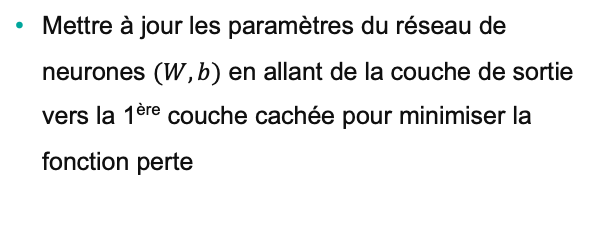 • Mettre à jour les paramètres du réseau de
neurones (W, b) en allant de la couche de sortie
vers la 1ère couche cachée pour minimiser la
fonction perte